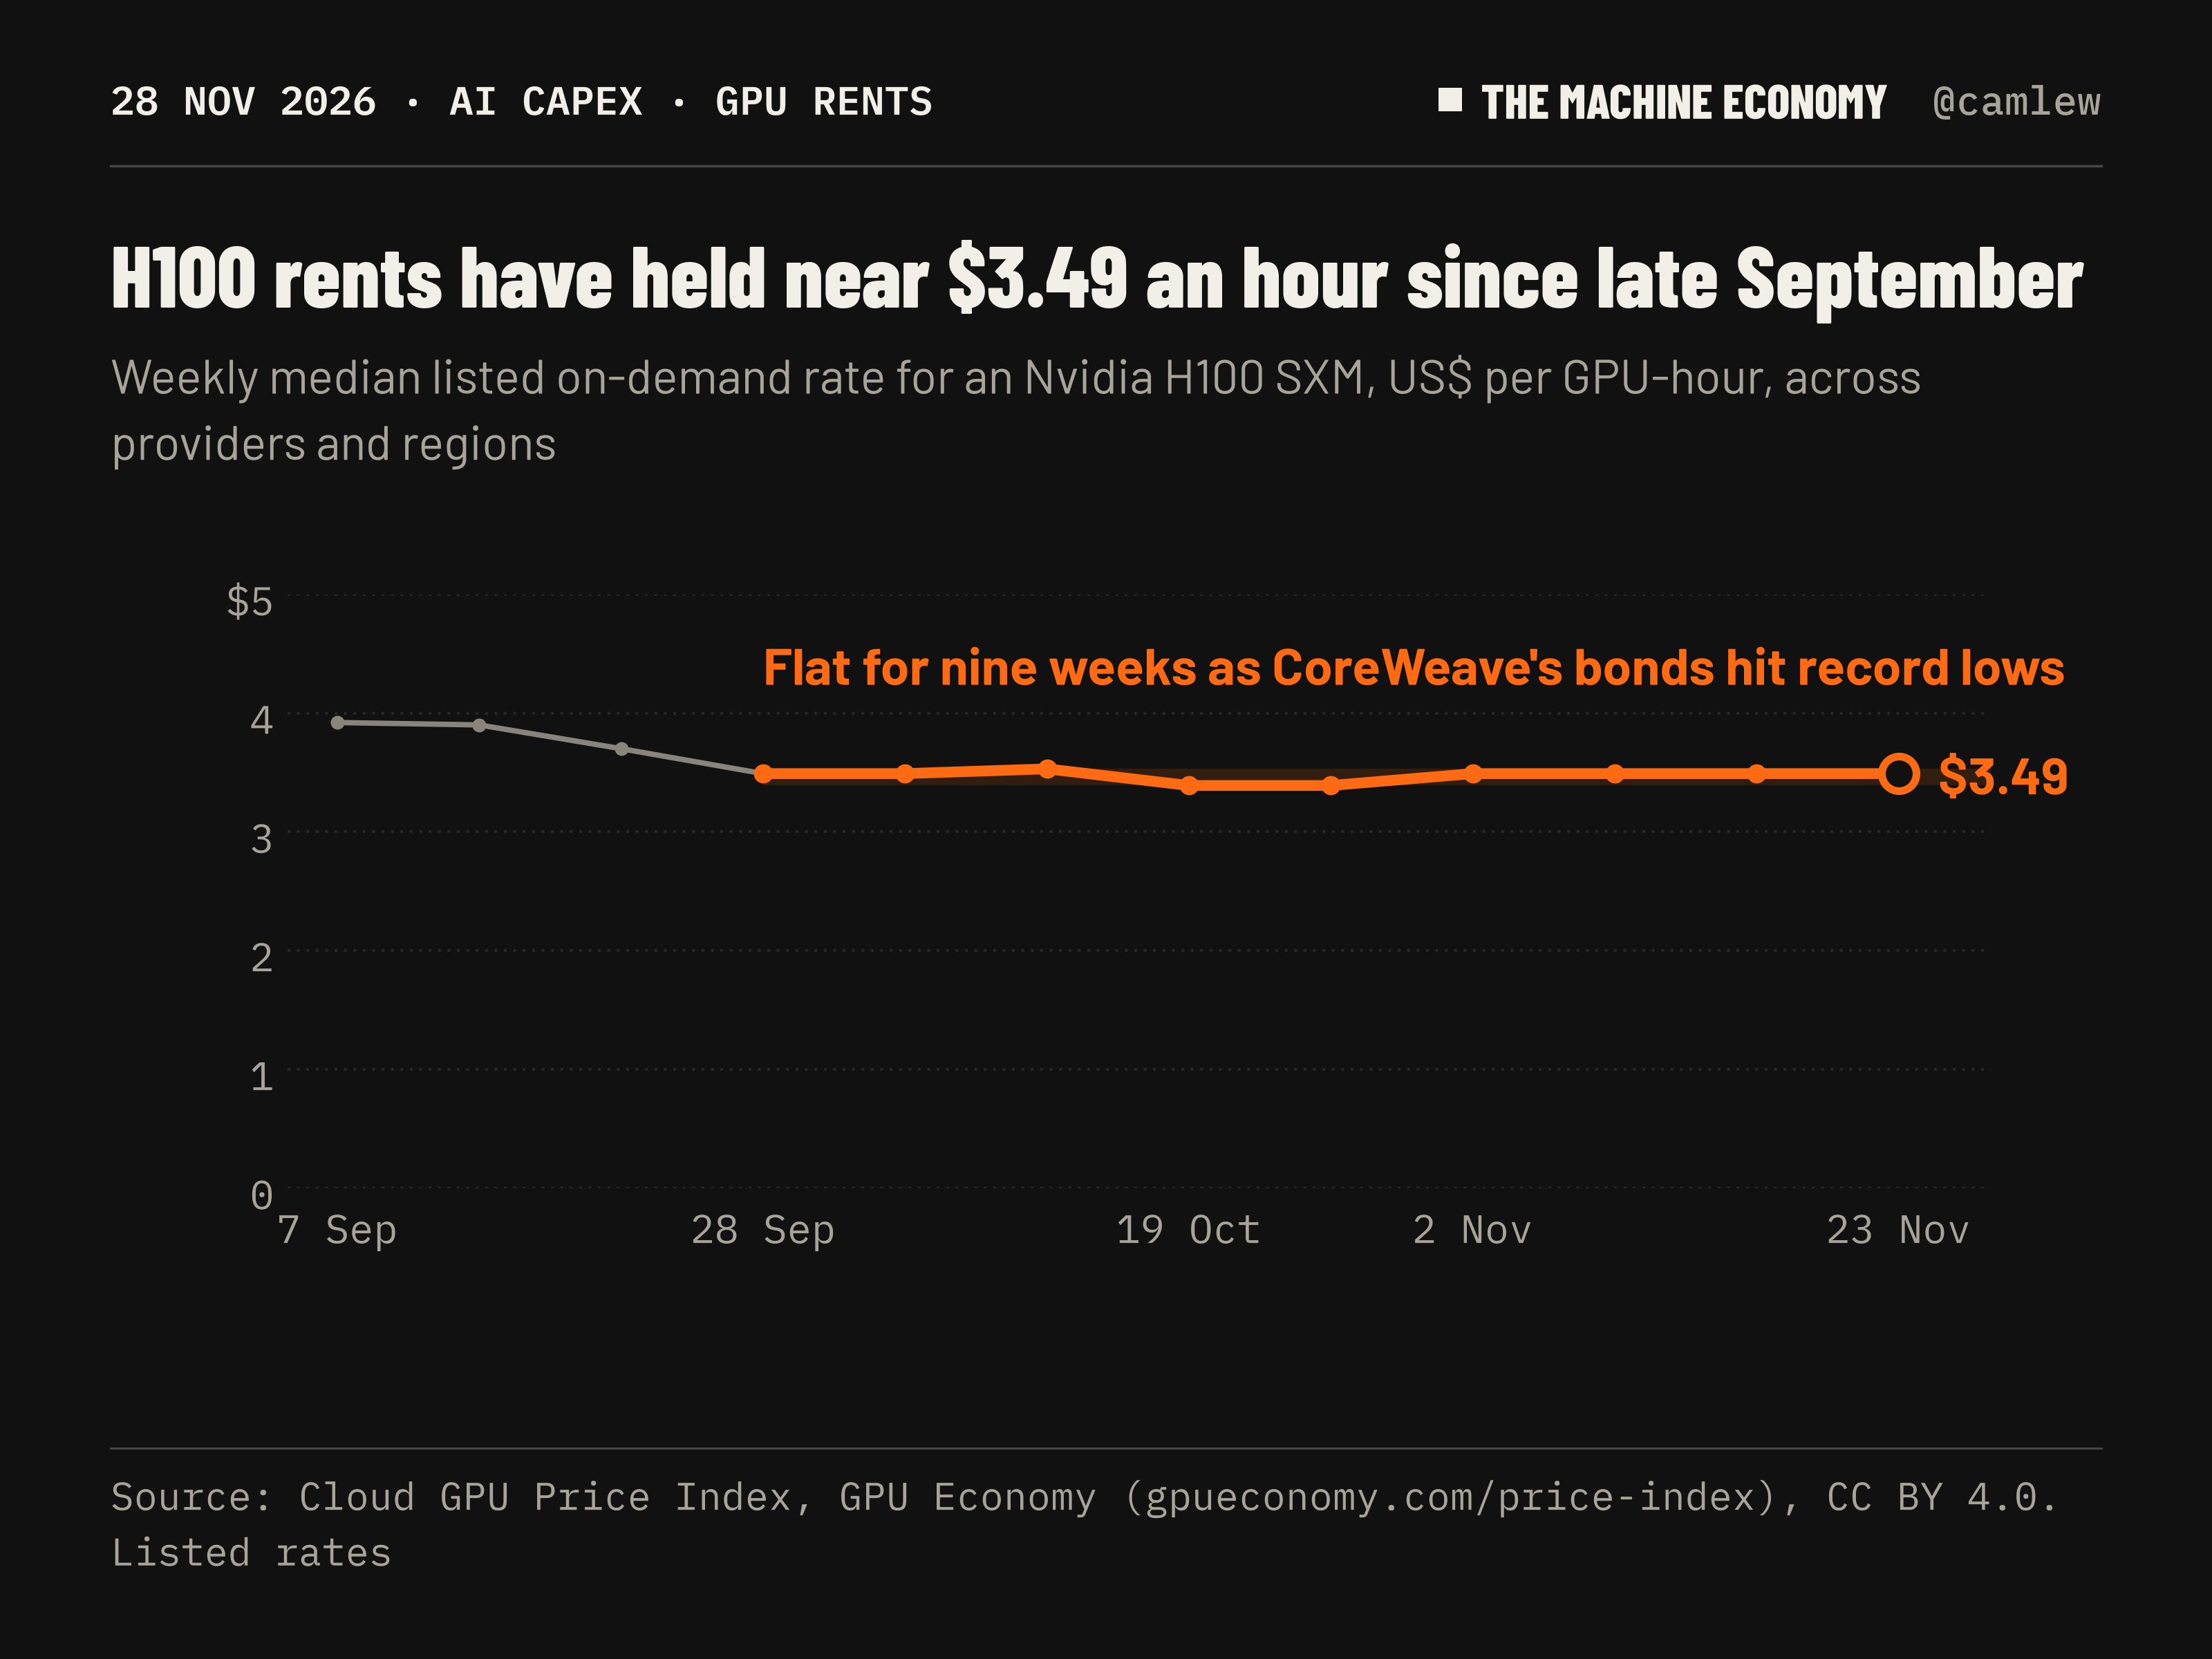 28 NOV 2026 · AI CAPEX · GPU RENTS
THE MACHINE ECONOMY @camlew
H100 rents have held near $3.49 an hour since late September
Weekly median listed on-demand rate for an Nvidia H100 SXM, US$ per GPU-hour, across
providers and regions
$5
Flat for nine weeks as CoreWeave's bonds hit record lows
4
$3.49
3
2
1
0
7 Sep 28 Sep 19 Oct 2 Nov 23 Nov
Source: Cloud GPU Price Index, GPU Economy (gpueconomy.com/price-index), CC BY 4.0.
Listed rates